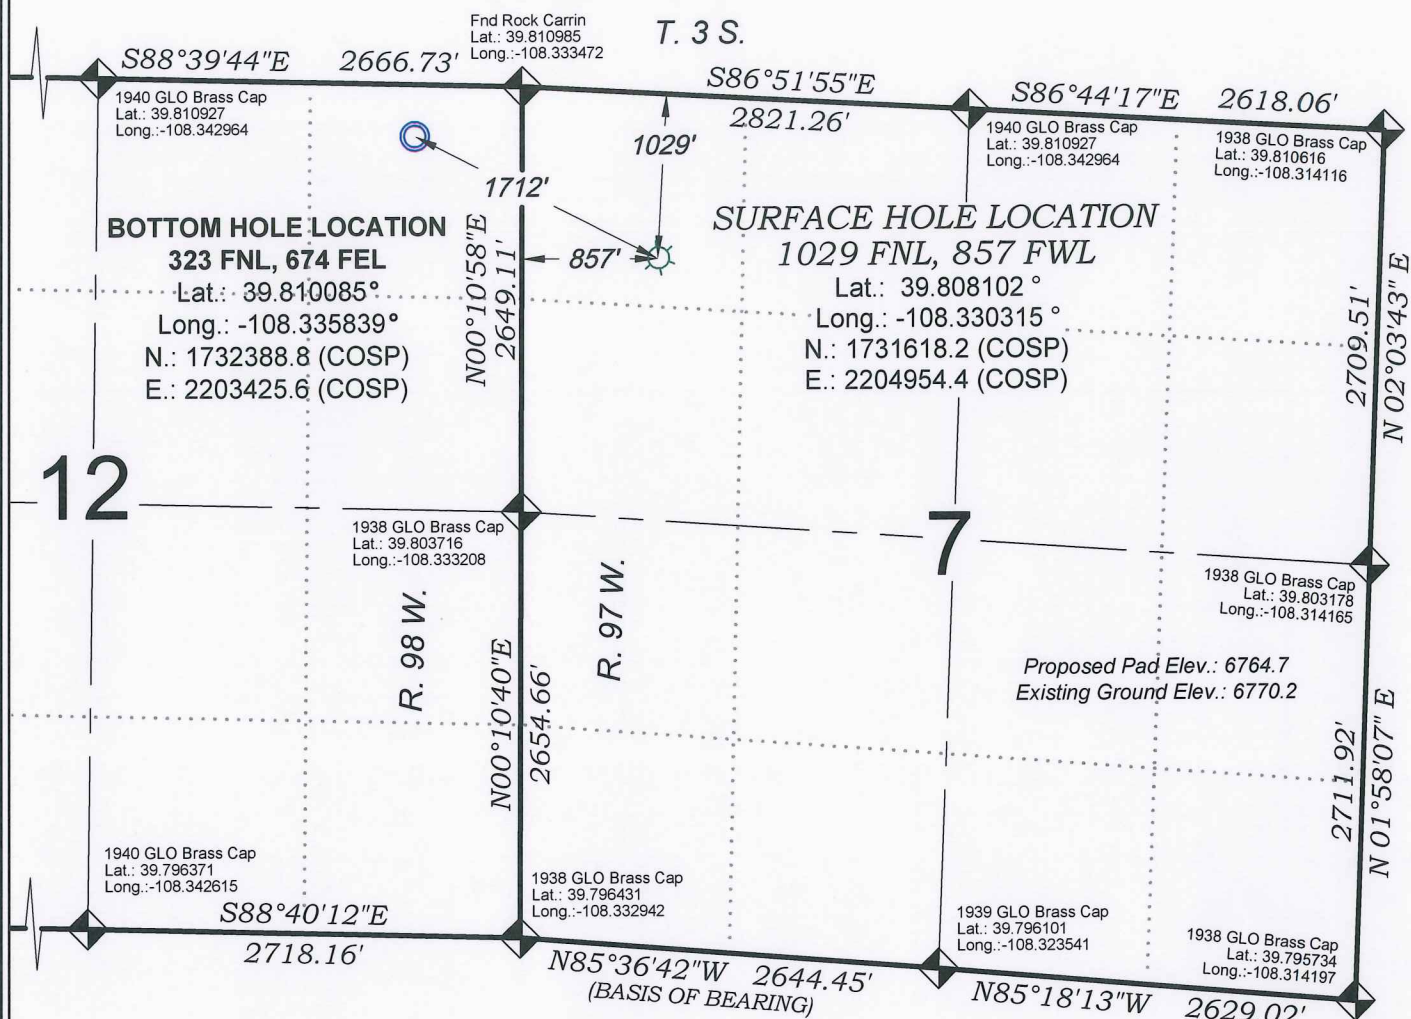 Fnd Rock Carrin
Lat.: 39.810985
Long.:-108.333472
T. 3 S.
S88°39'44"E 2666.73'
S86°51'55"E
2821.26'
S86°44'17"E 2618.06'
1940 GLO Brass Cap
Lat.: 39.810927
Long.:-108.342964
1940 GLO Brass Cap
Lat.: 39.810927
Long.:-108.342964
1938 GLO Brass Cap
Lat.: 39.810616
Long.:-108.314116
1029'
1712'
857'
BOTTOM HOLE LOCATION
323 FNL, 674 FEL
Lat.: 39.810085°
Long.: -108.335839°
N.: 1732388.8 (COSP)
E.: 2203425.6 (COSP)
N00°10'58"E
2649.11'
SURFACE HOLE LOCATION
1029 FNL, 857 FWL
Lat.: 39.808102 °
Long.: -108.330315 °
N.: 1731618.2 (COSP)
E.: 2204954.4 (COSP)
2709.51'
N 02°03'43" E
12
7
1938 GLO Brass Cap
Lat.: 39.803716
Long.:-108.333208
1938 GLO Brass Cap
Lat.: 39.803178
Long.:-108.314165
R. 98 W.
R. 97 W.
N00°10'40"E
2654.66'
Proposed Pad Elev.: 6764.7
Existing Ground Elev.: 6770.2
2711.92'
N 01°58'07" E
1940 GLO Brass Cap
Lat.: 39.796371
Long.:-108.342615
1938 GLO Brass Cap
Lat.: 39.796431
Long.:-108.332942
1939 GLO Brass Cap
Lat.: 39.796101
Long.:-108.323541
1938 GLO Brass Cap
Lat.: 39.795734
Long.:-108.314197
S88°40'12"E
2718.16'
N85°36'42"W 2644.45'
(BASIS OF BEARING)
N85°18'13"W 2629.02'